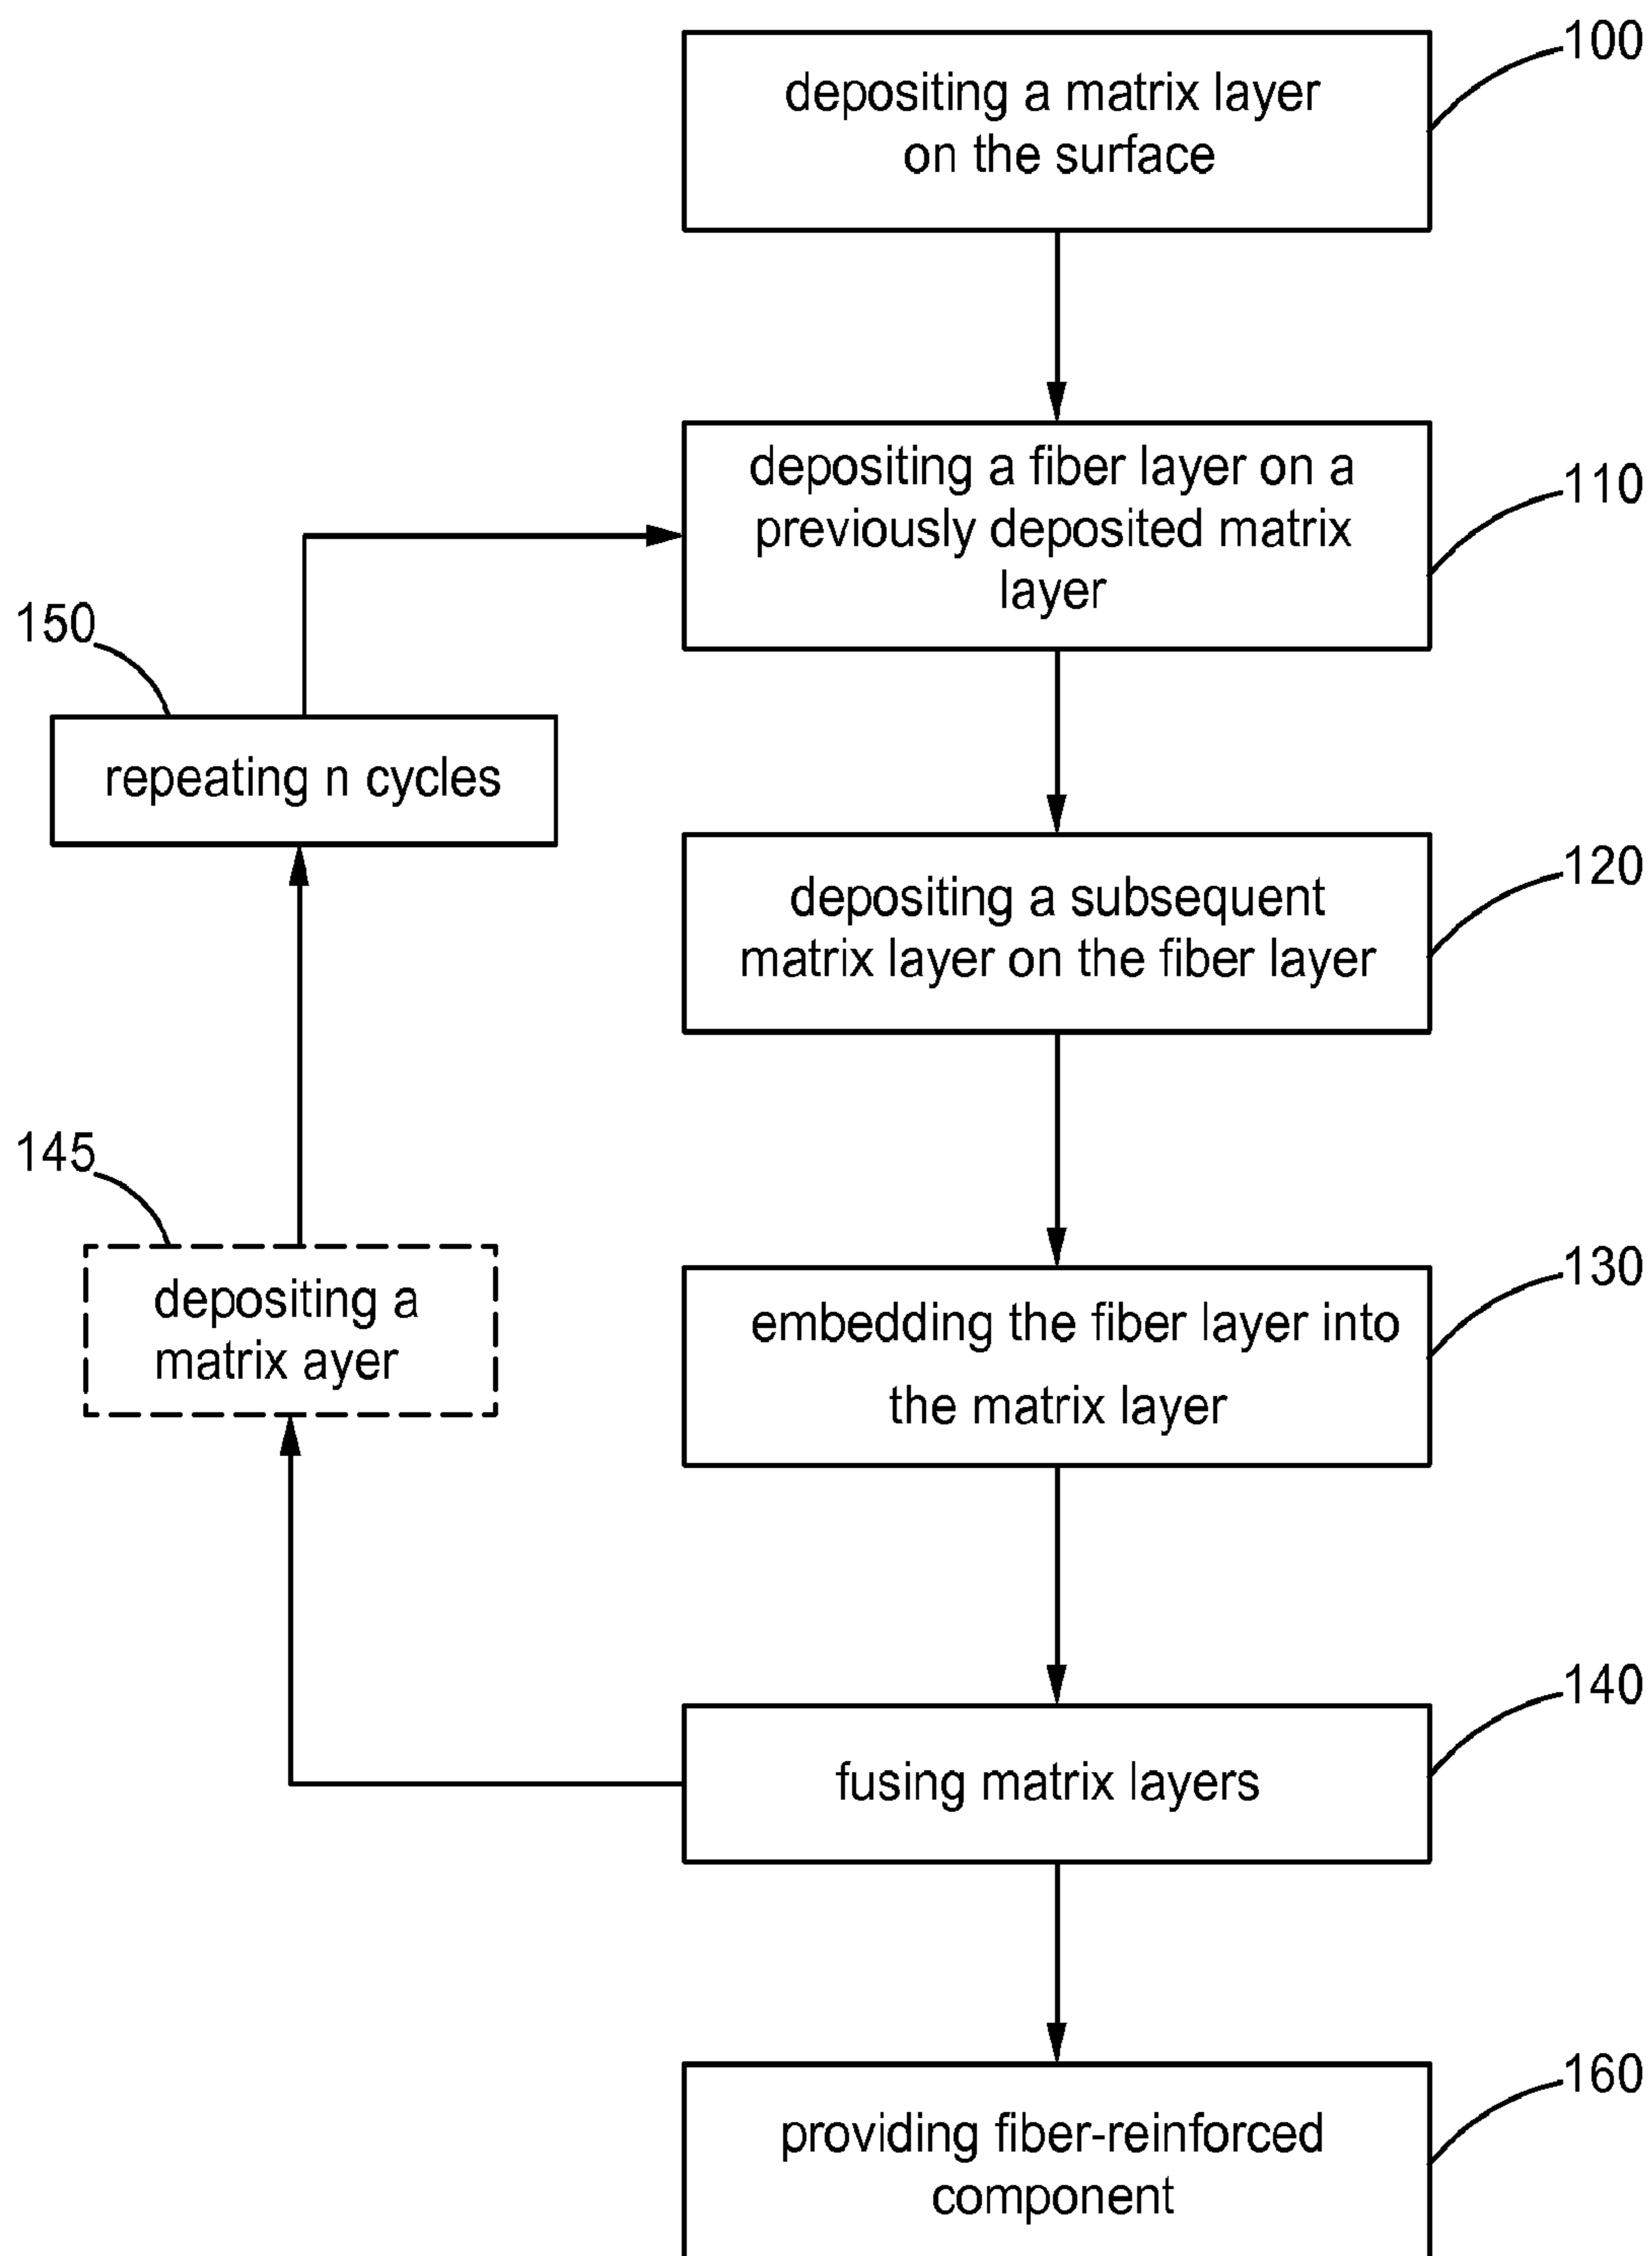 100
depositing a matrix layer
on the surface
110
depositing a fiber layer on a
previously deposited matrix
layer
150
repeating n cycles
120
depositing a subsequent
matrix layer on the fiber layer
145
depositing a
matrix ayer
130
embedding the fiber layer into
the matrix layer
140
fusing matrix layers
160
providing fiber-reinforced
component